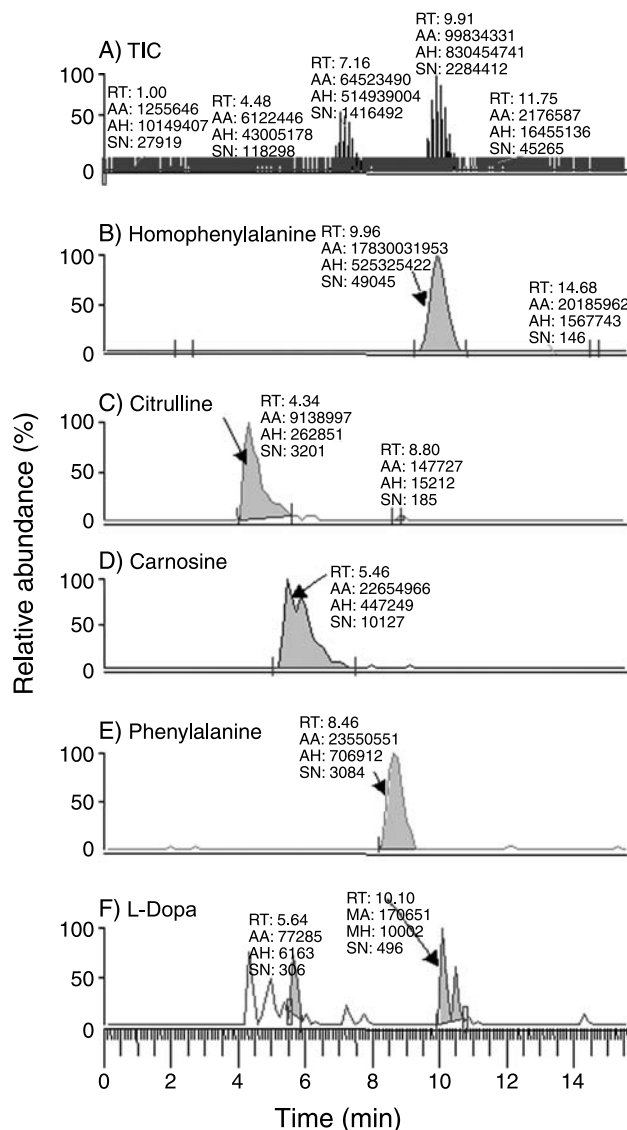 A) TIC
RT: 1.00
AA: 1255646
AH: 10149407
SN: 27919
RT: 4.48
AA: 6122446
AH: 43005178
SN: 118298
RT: 7.16
AA: 64523490
AH: 514939004
SN: 1416492
RT: 9.91
AA: 99834331
AH: 830454741
SN: 2284412
RT: 11.75
AA: 2176587
AH: 16455136
SN: 45265
100
50
0
B) Homophenylalanine
RT: 9.96
AA: 17830031953
AH: 525325422
SN: 49045
RT: 14.68
AA: 20185962
AH: 1567743
SN: 146
100
50
0
C) Citrulline
RT: 4.34
AA: 9138997
AH: 262851
SN: 3201
RT: 8.80
AA: 147727
AH: 15212
SN: 185
100
50
0
D) Carnosine
RT: 5.46
AA: 22654966
AH: 447249
SN: 10127
100
50
0
E) Phenylalanine
RT: 8.46
AA: 23550551
AH: 706912
SN: 3084
100
50
0
F) L-Dopa
RT: 5.64
AA: 77285
AH: 6163
SN: 306
RT: 10.10
MA: 170651
MH: 10002
SN: 496
100
50
0
0 2 4 6 8 10 12 14
Time (min)
Relative abundance (%)